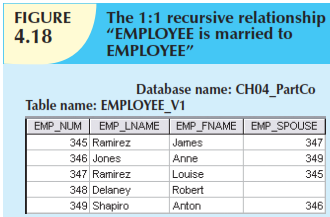 FIGURE
4.18
The 1:1 recursive relationship
“EMPLOYEE is married to
EMPLOYEE”
Database name: CH04_PartCo
Table name: EMPLOYEE_V1
EMP_NUM EMP_LNAME EMP_FNAME EMP_SPOUSE
345 Ramirez James 347
346 Jones Anne 349
347 Ramirez Louise 345
348 Delaney Robert
349 Shapiro Anton 346